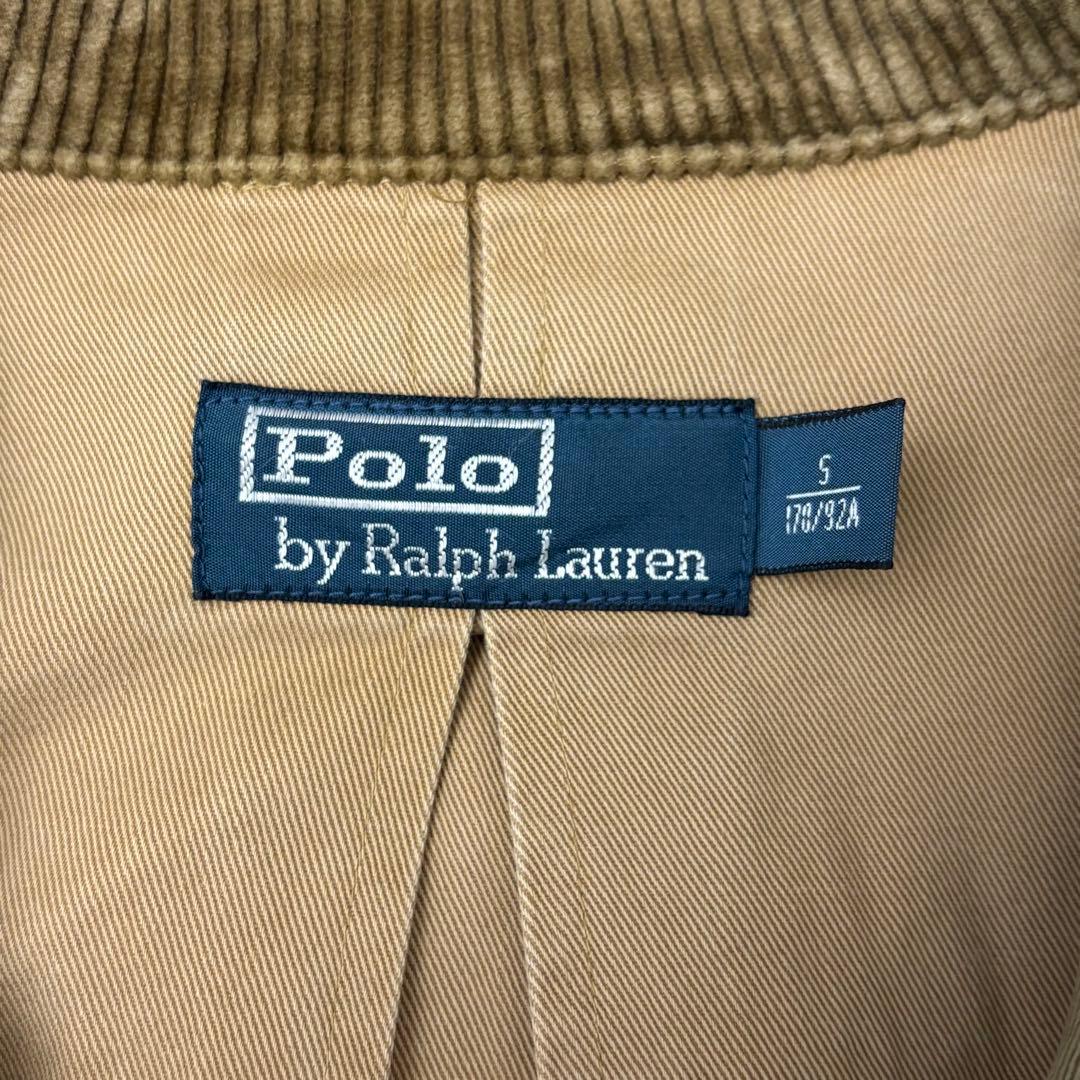 Polo
by Ralph Lauren
S
170/92A